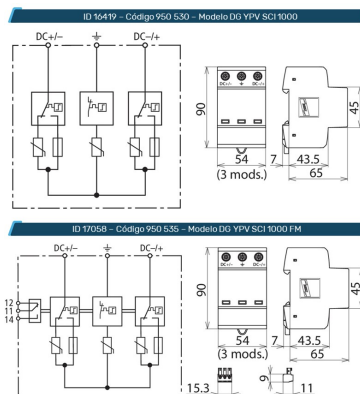 ID 16419 – Código 950 530 – Modelo DG YPV SCI 1000
DC+/-
DC-/+
DC+/-
DC-/+
90
45
54
(3 mods.)
7
43.5
65
ID 17058 – Código 950 535 – Modelo DG YPV SCI 1000 FM
DC+/-
DC-/+
12
11
14
DC+/-
DC-/+
90
45
54
(3 mods.)
7
43.5
65
15.3
9
11